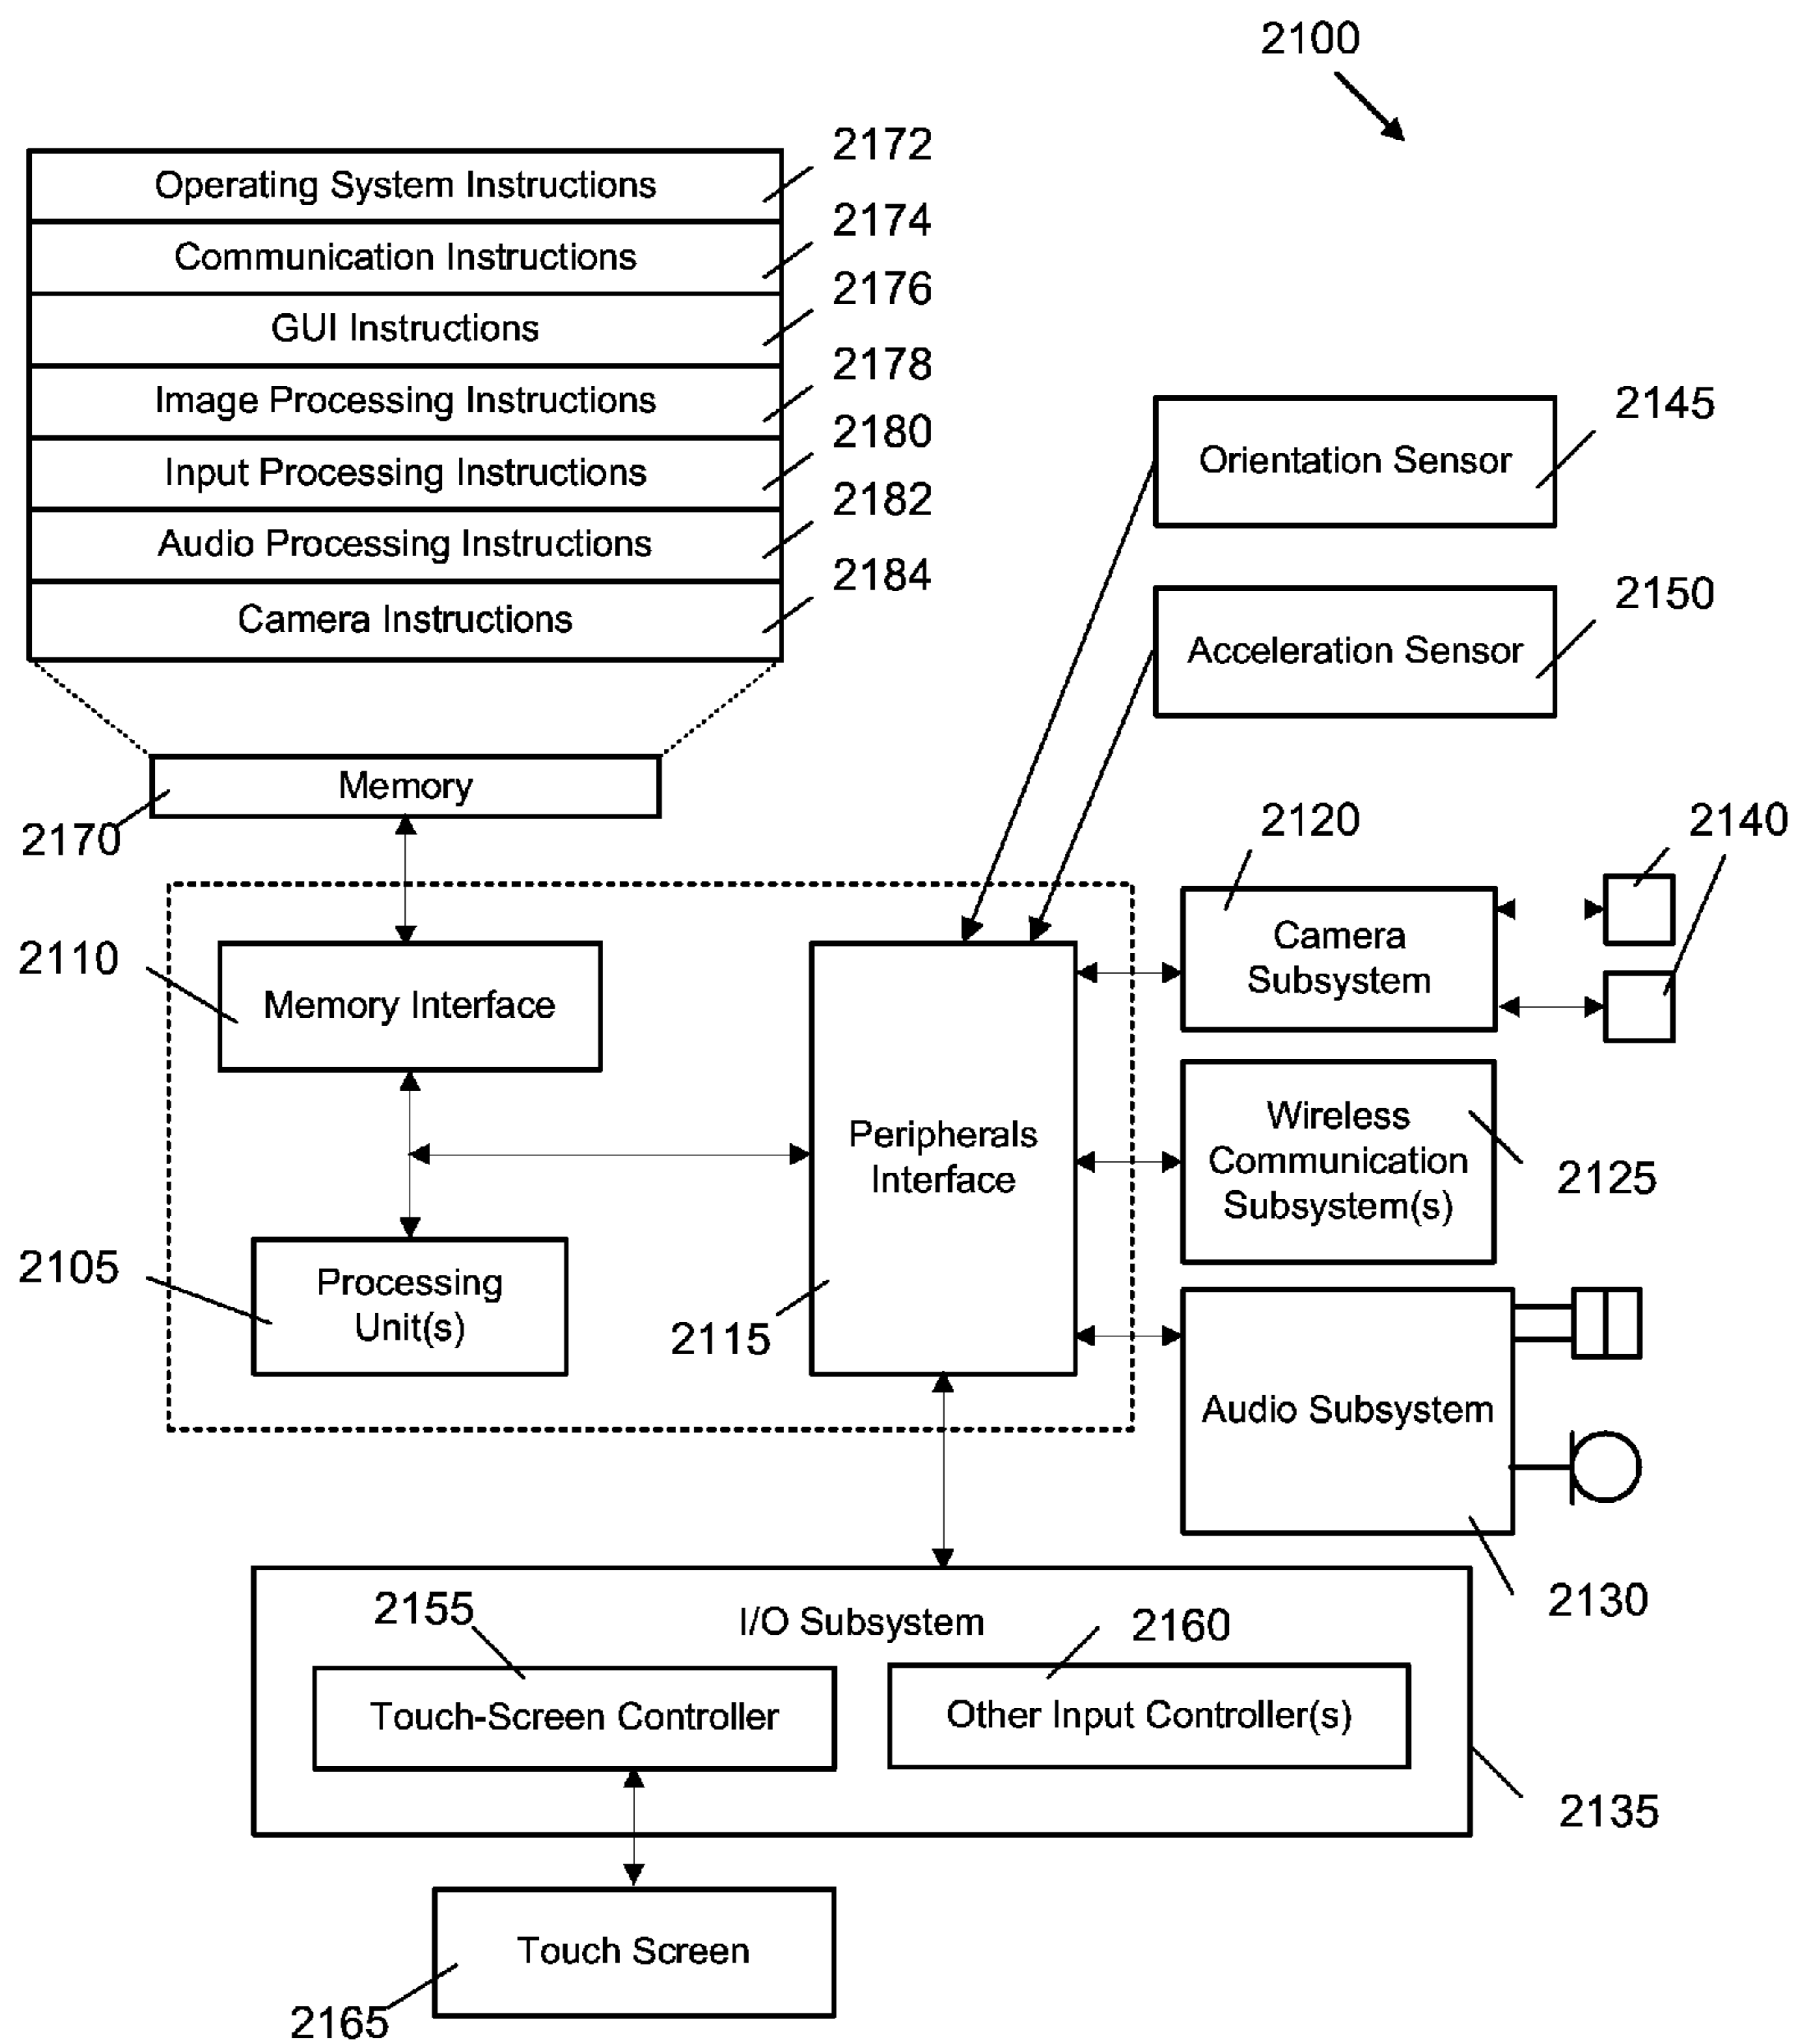 2100
2172
Operating System Instructions
2174
Communication Instructions
2176
GUI Instructions
2178
Image Processing Instructions
2180
Input Processing Instructions
2182
Audio Processing Instructions
2184
Camera Instructions
2145
Orientation Sensor
2150
Acceleration Sensor
Memory
2170
2120
2140
2110
Memory Interface
Camera
Subsystem
Peripherals
Interface
Wireless
Communication
Subsystem(s)
2125
2105
Processing
Unit(s)
2115
Audio Subsystem
2130
2155
I/O Subsystem
2160
Touch-Screen Controller
Other Input Controller(s)
2135
Touch Screen
2165